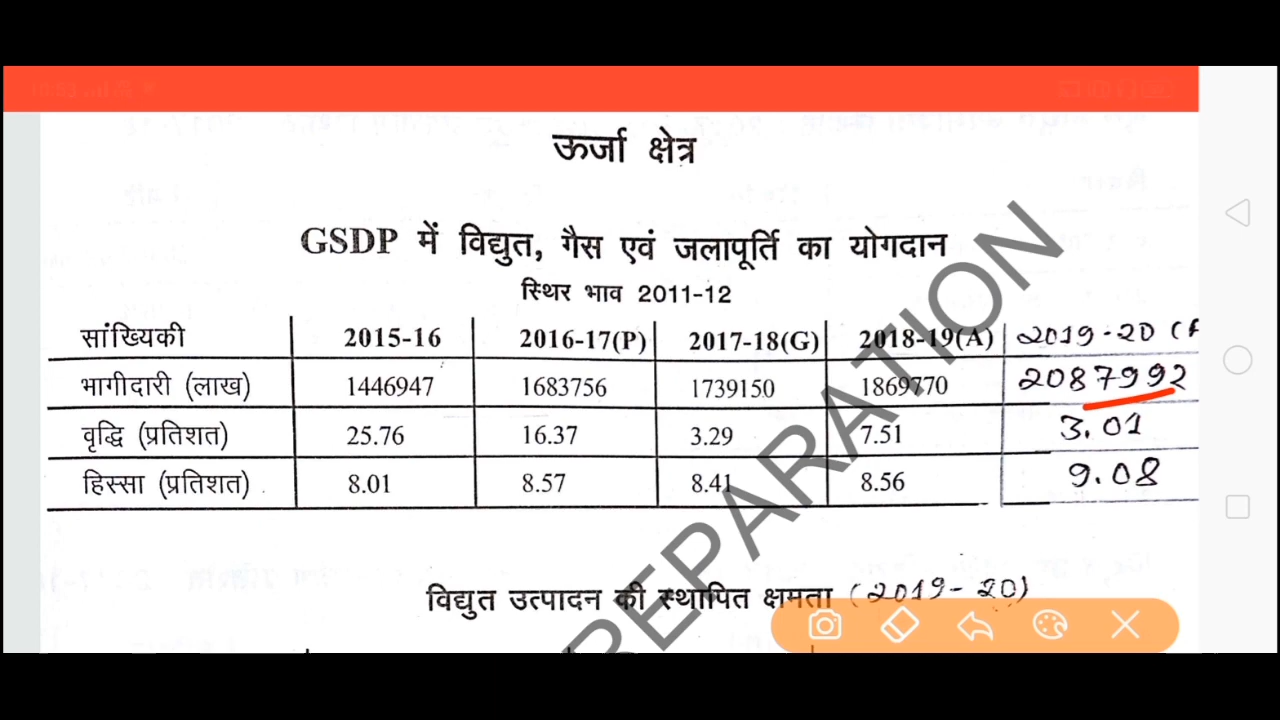 ऊर्जा क्षेत्र
GSDP में विद्युत, गैस एवं जलापूर्ति का योगदान
स्थिर भाव 2011-12
सांख्यिकी 2015-16 2016-17(P) 2017-18(G) 2018-19(A) 2019-20 (A
भागीदारी (लाख) 1446947 1683756 1739150 1869770 2087992
वृद्धि (प्रतिशत) 25.76 16.37 3.29 7.51 3.01
हिस्सा (प्रतिशत) 8.01 8.57 8.41 8.56 9.08
विद्युत उत्पादन की स्थापित क्षमता (2019-20)
REPARATION